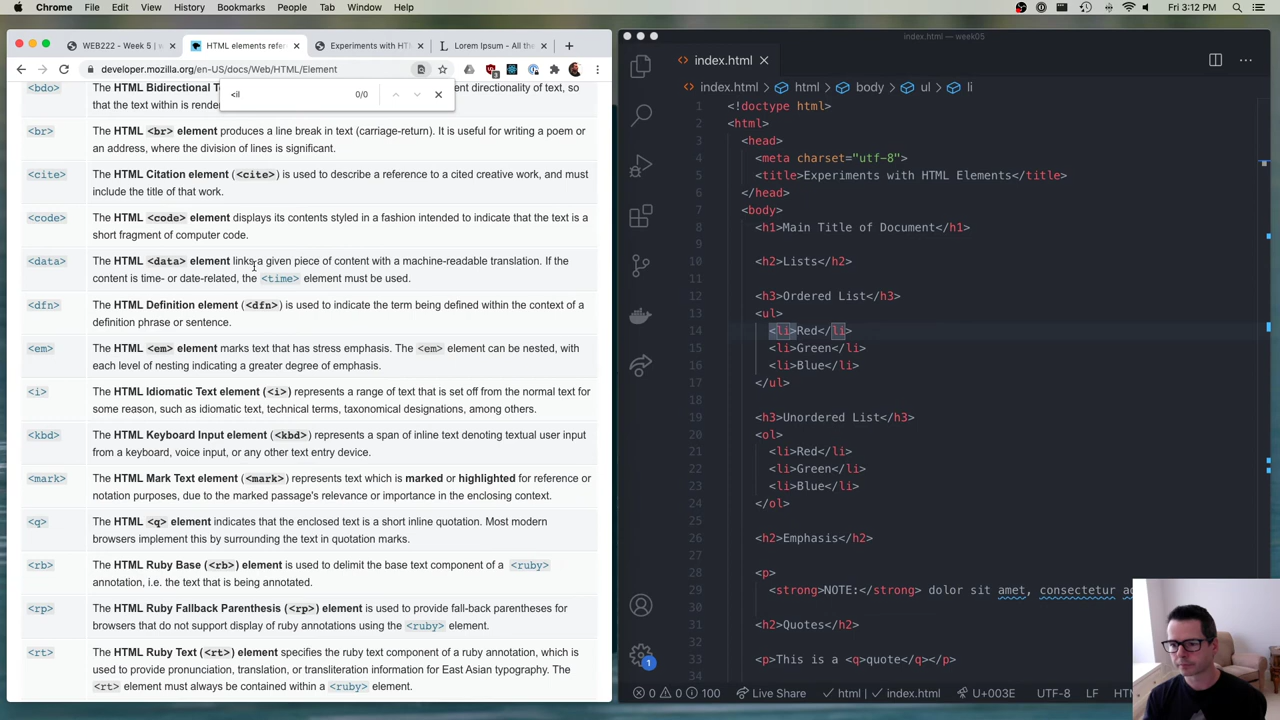 Chrome File Edit View History Bookmarks People Tab Window Help Fri 3:12 PM
WEB222 - Week 5 | w
HTML elements refere
Experiments with HTM
Lorem Ipsum - All the
developer.mozilla.org/en-US/docs/Web/HTML/Element
<il 0/0
<bdo> The HTML Bidirectional Te ent directionality of text, so
that the text within is render
<br> The HTML <br> element produces a line break in text (carriage-return). It is useful for writing a poem or
an address, where the division of lines is significant.
<cite> The HTML Citation element (<cite>) is used to describe a reference to a cited creative work, and must
include the title of that work.
<code> The HTML <code> element displays its contents styled in a fashion intended to indicate that the text is a
short fragment of computer code.
<data> The HTML <data> element links a given piece of content with a machine-readable translation. If the
content is time- or date-related, the <time> element must be used.
<dfn> The HTML Definition element (<dfn>) is used to indicate the term being defined within the context of a
definition phrase or sentence.
<em> The HTML <em> element marks text that has stress emphasis. The <em> element can be nested, with
each level of nesting indicating a greater degree of emphasis.
<i> The HTML Idiomatic Text element (<i>) represents a range of text that is set off from the normal text for
some reason, such as idiomatic text, technical terms, taxonomical designations, among others.
<kbd> The HTML Keyboard Input element (<kbd>) represents a span of inline text denoting textual user input
from a keyboard, voice input, or any other text entry device.
<mark> The HTML Mark Text element (<mark>) represents text which is marked or highlighted for reference or
notation purposes, due to the marked passage's relevance or importance in the enclosing context.
<q> The HTML <q> element indicates that the enclosed text is a short inline quotation. Most modern
browsers implement this by surrounding the text in quotation marks.
<rb> The HTML Ruby Base (<rb>) element is used to delimit the base text component of a <ruby>
annotation, i.e. the text that is being annotated.
<rp> The HTML Ruby Fallback Parenthesis (<rp>) element is used to provide fall-back parentheses for
browsers that do not support display of ruby annotations using the <ruby> element.
<rt> The HTML Ruby Text (<rt>) element specifies the ruby text component of a ruby annotation, which is
used to provide pronunciation, translation, or transliteration information for East Asian typography. The
<rt> element must always be contained within a <ruby> element.
index.html — week05
index.html
index.html > html > body > ul > li
1 <!doctype html>
2 <html>
3 <head>
4 <meta charset="utf-8">
5 <title>Experiments with HTML Elements</title>
6 </head>
7 <body>
8 <h1>Main Title of Document</h1>
9
10 <h2>Lists</h2>
11
12 <h3>Ordered List</h3>
13 <ul>
14 <li>Red</li>
15 <li>Green</li>
16 <li>Blue</li>
17 </ul>
18
19 <h3>Unordered List</h3>
20 <ol>
21 <li>Red</li>
22 <li>Green</li>
23 <li>Blue</li>
24 </ol>
25
26 <h2>Emphasis</h2>
27
28 <p>
29 <strong>NOTE:</strong> dolor sit amet, consectetur ad
30
31 <h2>Quotes</h2>
32
33 <p>This is a <q>quote</q></p>
34
1
0 0 100 Live Share html | index.html U+003E UTF-8 LF HTM